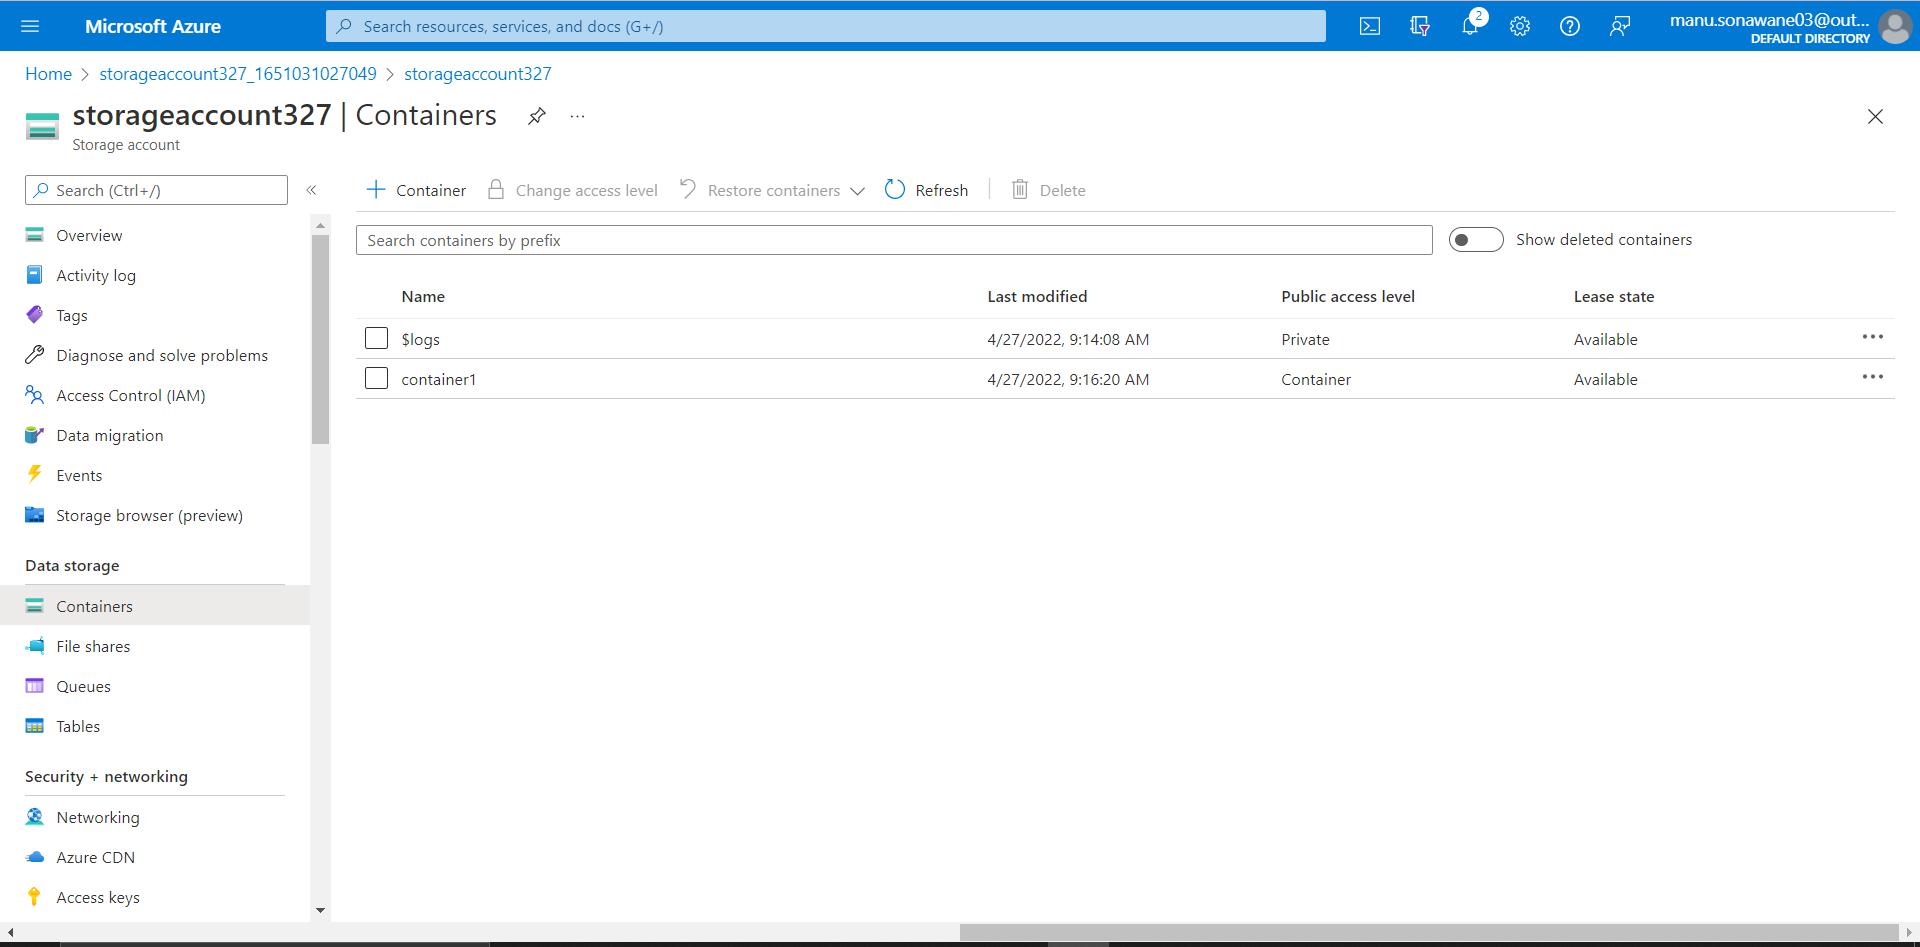 Microsoft Azure
Search resources, services, and docs (G+/)
2
manu.sonawane03@out...
DEFAULT DIRECTORY
Home > storageaccount327_1651031027049 > storageaccount327
storageaccount327 | Containers
...
Storage account
Search (Ctrl+/)
«
Container
Change access level
Restore containers
Refresh
Delete
Search containers by prefix
Show deleted containers
Name Last modified Public access level Lease state
$logs 4/27/2022, 9:14:08 AM Private Available ...
container1 4/27/2022, 9:16:20 AM Container Available ...
Overview
Activity log
Tags
Diagnose and solve problems
Access Control (IAM)
Data migration
Events
Storage browser (preview)
Data storage
Containers
File shares
Queues
Tables
Security + networking
Networking
Azure CDN
Access keys